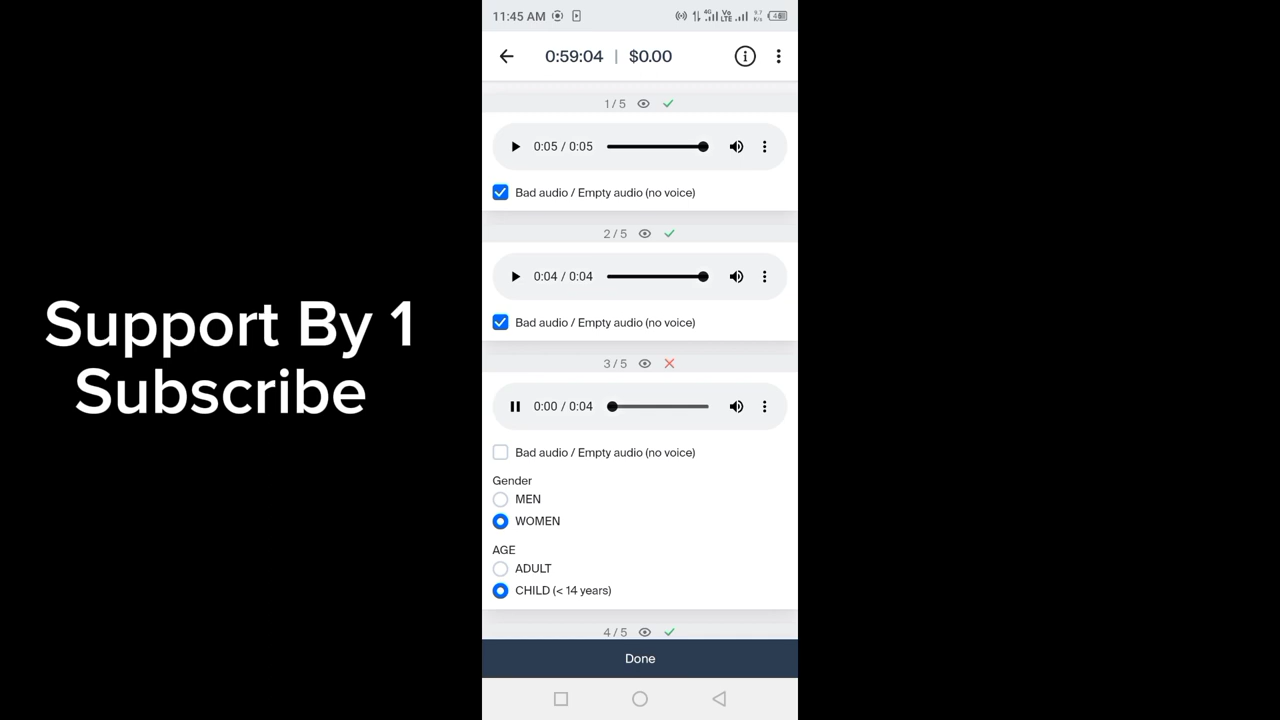 Support By 1
Subscribe
11:45 AM
0:59:04 | $0.00
1 / 5
0:05 / 0:05
Bad audio / Empty audio (no voice)
2 / 5
0:04 / 0:04
Bad audio / Empty audio (no voice)
3 / 5
0:00 / 0:04
Bad audio / Empty audio (no voice)
Gender
MEN
WOMEN
AGE
ADULT
CHILD (< 14 years)
4 / 5
Done